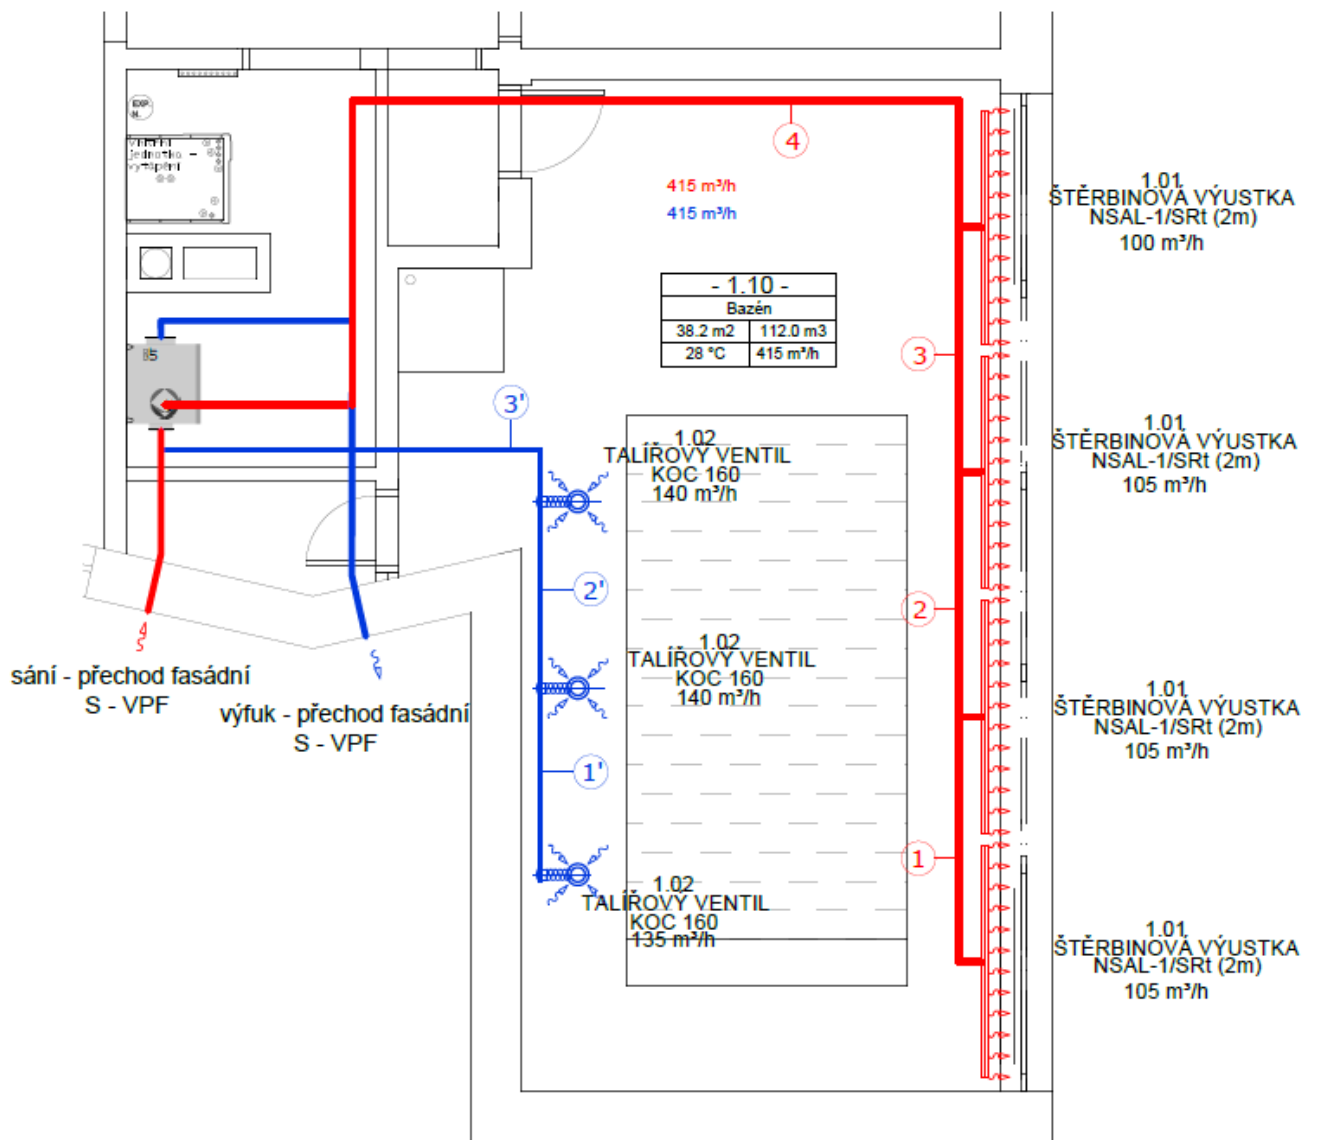 EXP.
N.
Vnitřní
jednotka -
vytápění
4
415 m³/h
415 m³/h
1.01
ŠTĚRBINOVÁ VÝUSTKA
NSAL-1/SRt (2m)
100 m³/h
- 1.10 -
Bazén
38.2 m2 112.0 m3
28 °C 415 m³/h
3
3'
1.02
TALÍŘOVÝ VENTIL
KOC 160
140 m³/h
1.01
ŠTĚRBINOVÁ VÝUSTKA
NSAL-1/SRt (2m)
105 m³/h
2'
2
1.02
TALÍŘOVÝ VENTIL
KOC 160
140 m³/h
sání - přechod fasádní
S - VPF
výfuk - přechod fasádní
S - VPF
1.01
ŠTĚRBINOVÁ VÝUSTKA
NSAL-1/SRt (2m)
105 m³/h
1'
1
1.02
TALÍŘOVÝ VENTIL
KOC 160
135 m³/h
1.01
ŠTĚRBINOVÁ VÝUSTKA
NSAL-1/SRt (2m)
105 m³/h